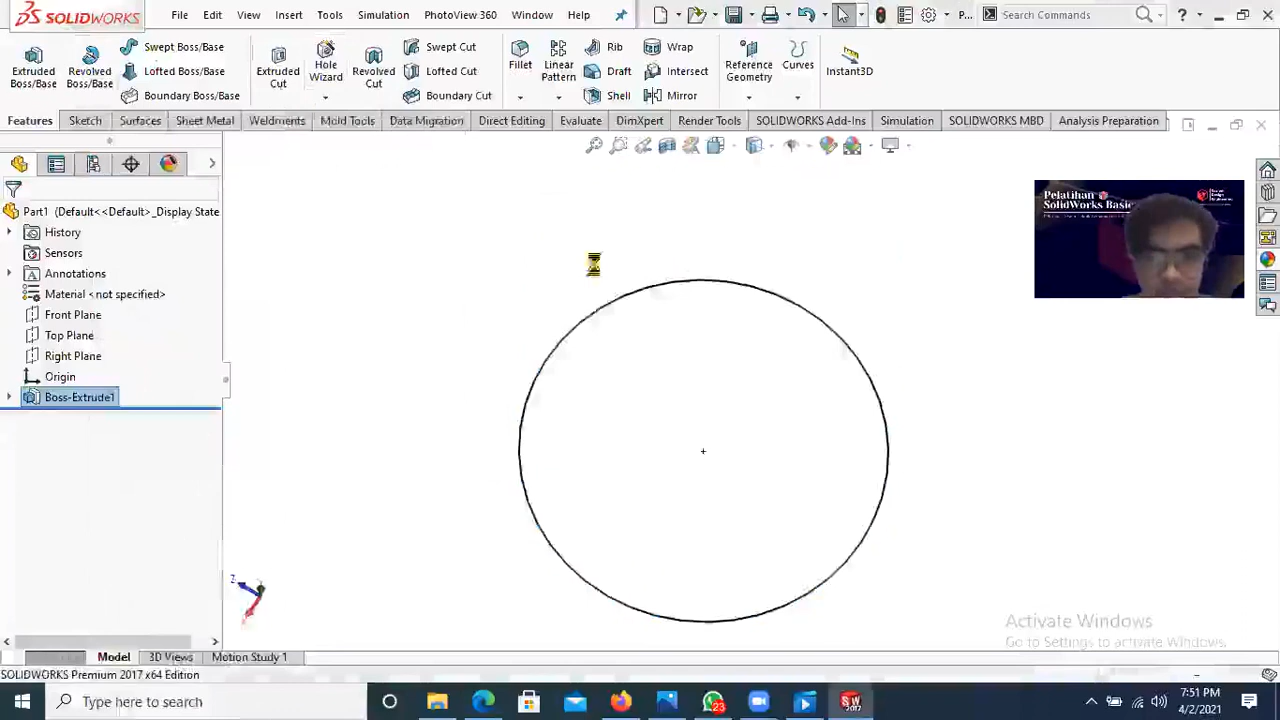 SOLIDWORKS File Edit View Insert Tools Simulation PhotoView 360 Window Help P... Search Commands
Extruded Boss/Base
Revolved Boss/Base
Swept Boss/Base
Lofted Boss/Base
Boundary Boss/Base
Extruded Cut
Hole Wizard
Revolved Cut
Swept Cut
Lofted Cut
Boundary Cut
Fillet
Linear Pattern
Rib
Draft
Shell
Wrap
Intersect
Mirror
Reference Geometry
Curves
Instant3D
Features Sketch Surfaces Sheet Metal Weldments Mold Tools Data Migration Direct Editing Evaluate DimXpert Render Tools SOLIDWORKS Add-Ins Simulation SOLIDWORKS MBD Analysis Preparation
Part1 (Default<<Default>_Display State
History
Sensors
Annotations
Material <not specified>
Front Plane
Top Plane
Right Plane
Origin
Boss-Extrude1
Pelatihan
SolidWorks Basic
Z
Activate Windows
Go to Settings to activate Windows.
Model 3D Views Motion Study 1
SOLIDWORKS Premium 2017 x64 Edition
Type here to search
23
SW
2017
7:51 PM
4/2/2021